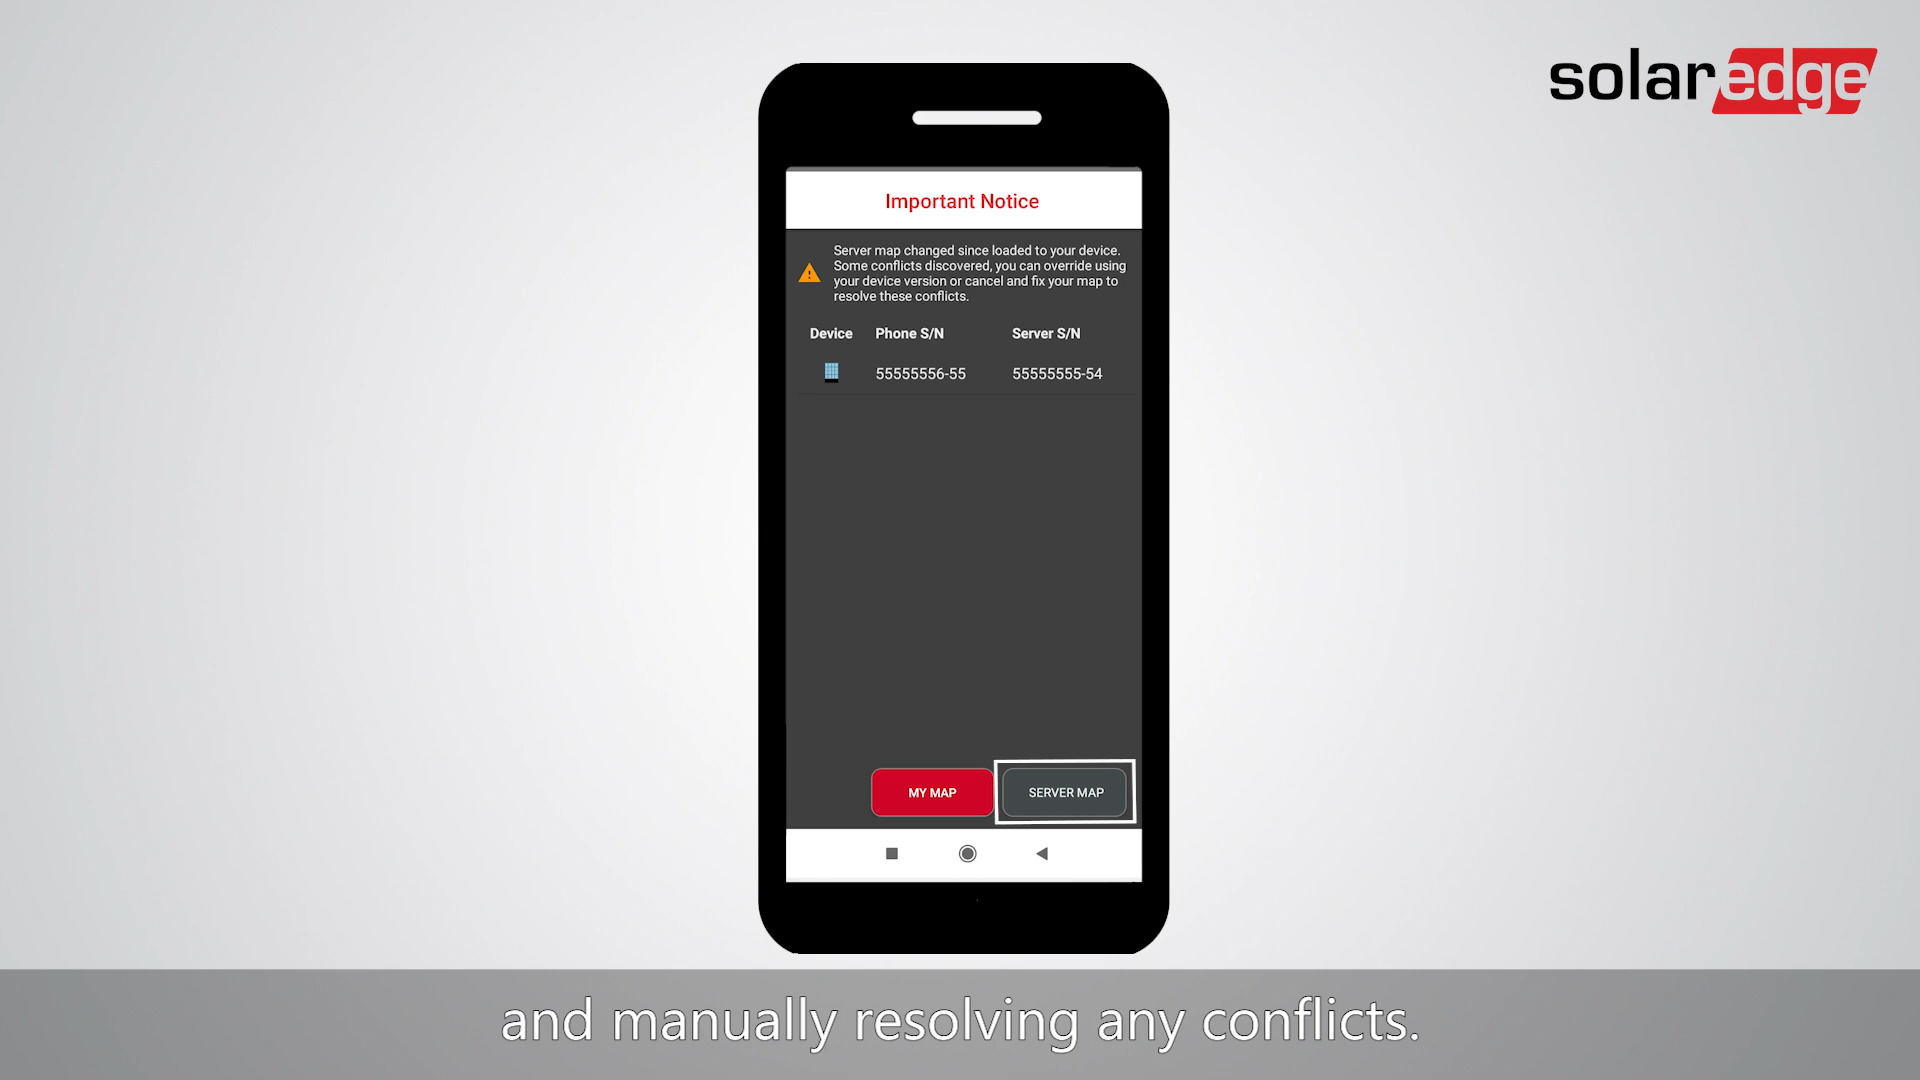 solaredge
Important Notice
Server map changed since loaded to your device.
Some conflicts discovered, you can override using
your device version or cancel and fix your map to
resolve these conflicts.
Device Phone S/N Server S/N
55555556-55 55555555-54
MY MAP SERVER MAP
and manually resolving any conflicts.